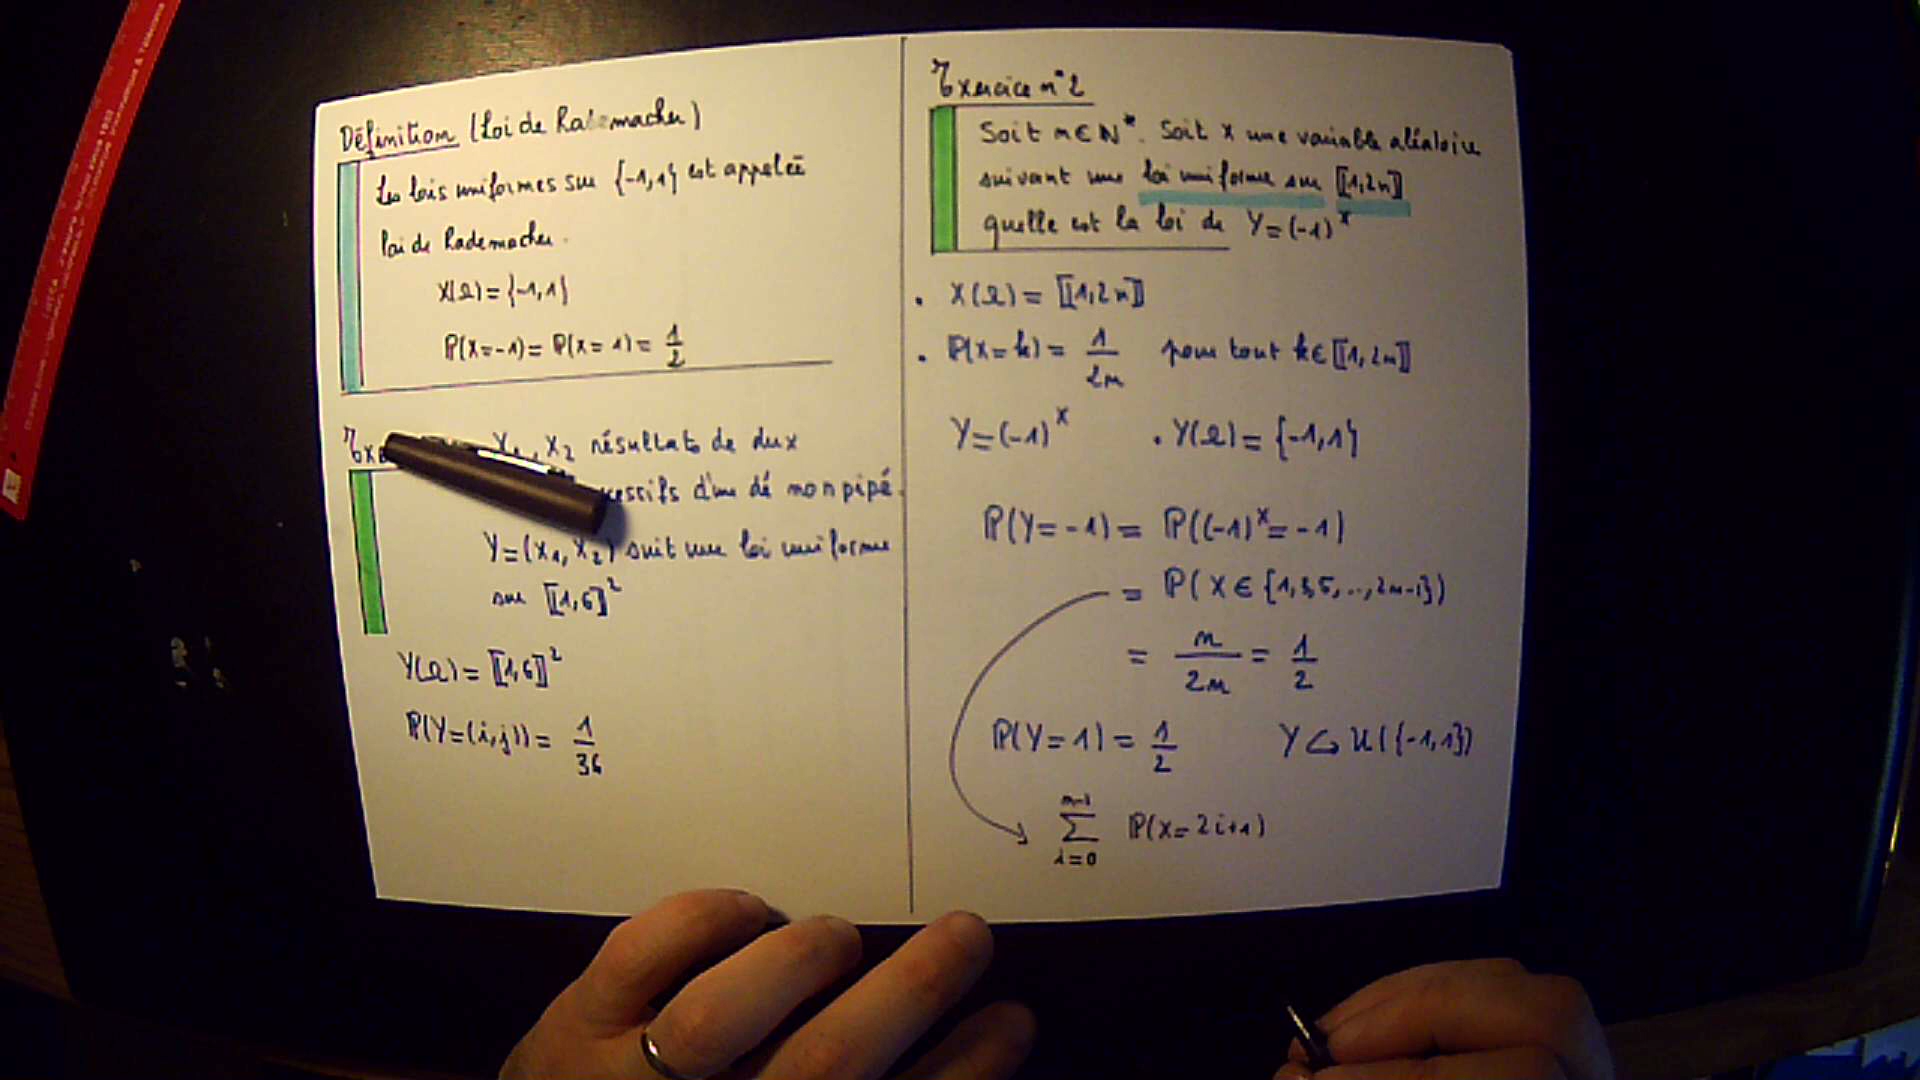 Définition (Loi de Rademacher)
Les lois uniformes sur {-1,1} est appelée
loi de Rademacher.
X(Ω) = {-1,1}
P(X=-1) = P(X=1) = 1/2
X₁, X₂ résultats de dux
d'un dé non pipé.
Y=(X₁,X₂) suit une loi uniforme
sur ⟦1,6⟧²
Y(Ω) = ⟦1,6⟧²
P(Y=(i,j)) = 1/36
Exercice n°2
Soit n∈N*. Soit X une variable aléatoire
suivant une loi uniforme sur ⟦1,2n⟧
quelle est la loi de Y=(-1)^X
• X(Ω) = ⟦1,2n⟧
• P(X=k) = 1/2n pour tout k∈⟦1,2n⟧
Y=(-1)^X • Y(Ω) = {-1,1}
P(Y=-1) = P((-1)^X=-1)
= P(X∈{1,3,5,...,2n-1})
= n/2n = 1/2
P(Y=1) = 1/2 Y ↪ U({-1,1})
∑_{i=0}^{n-1} P(X=2i+1)